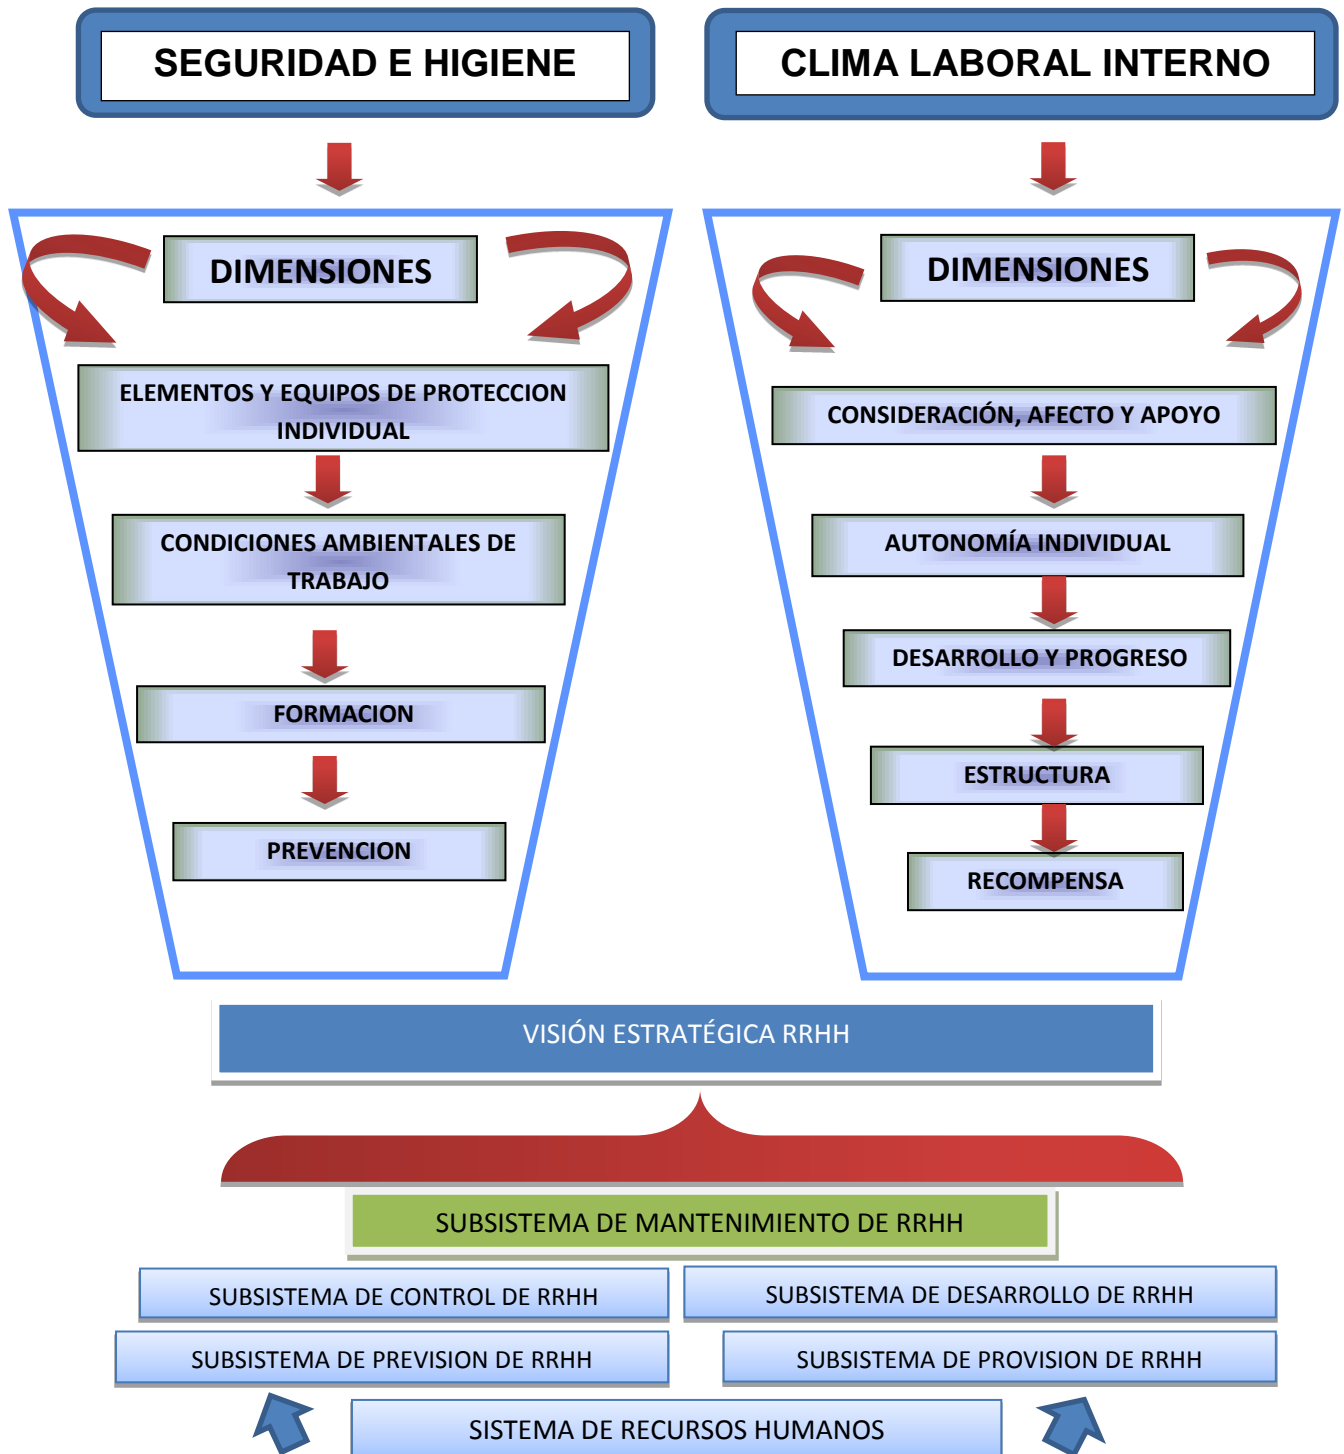 SEGURIDAD E HIGIENE
CLIMA LABORAL INTERNO
DIMENSIONES
ELEMENTOS Y EQUIPOS DE PROTECCION
INDIVIDUAL
CONDICIONES AMBIENTALES DE
TRABAJO
FORMACION
PREVENCION
DIMENSIONES
CONSIDERACIÓN, AFECTO Y APOYO
AUTONOMÍA INDIVIDUAL
DESARROLLO Y PROGRESO
ESTRUCTURA
RECOMPENSA
VISIÓN ESTRATÉGICA RRHH
SUBSISTEMA DE MANTENIMIENTO DE RRHH
SUBSISTEMA DE CONTROL DE RRHH
SUBSISTEMA DE DESARROLLO DE RRHH
SUBSISTEMA DE PREVISION DE RRHH
SUBSISTEMA DE PROVISION DE RRHH
SISTEMA DE RECURSOS HUMANOS